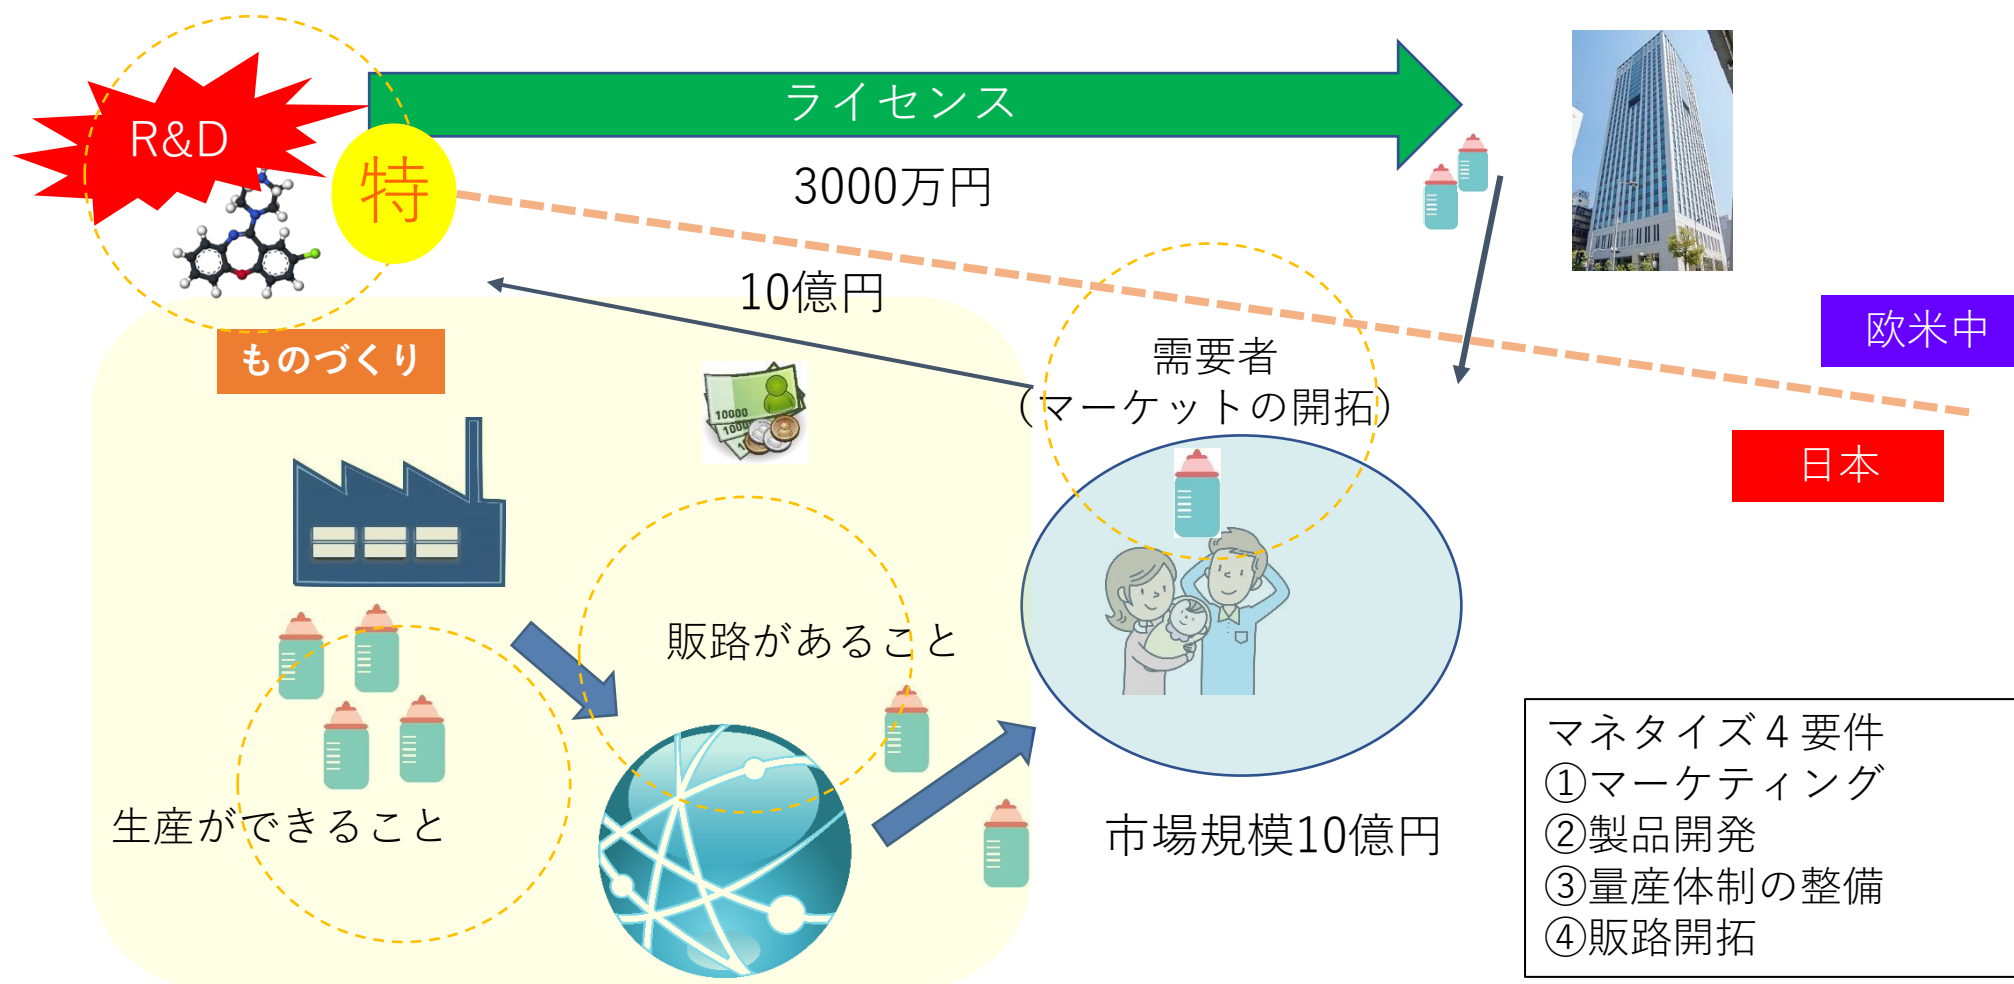 R&D
特
ライセンス
3000万円
10億円
ものづくり
需要者
（マーケットの開拓）
欧米中
日本
10000
販路があること
生産ができること
市場規模10億円
マネタイズ４要件
①マーケティング
②製品開発
③量産体制の整備
④販路開拓